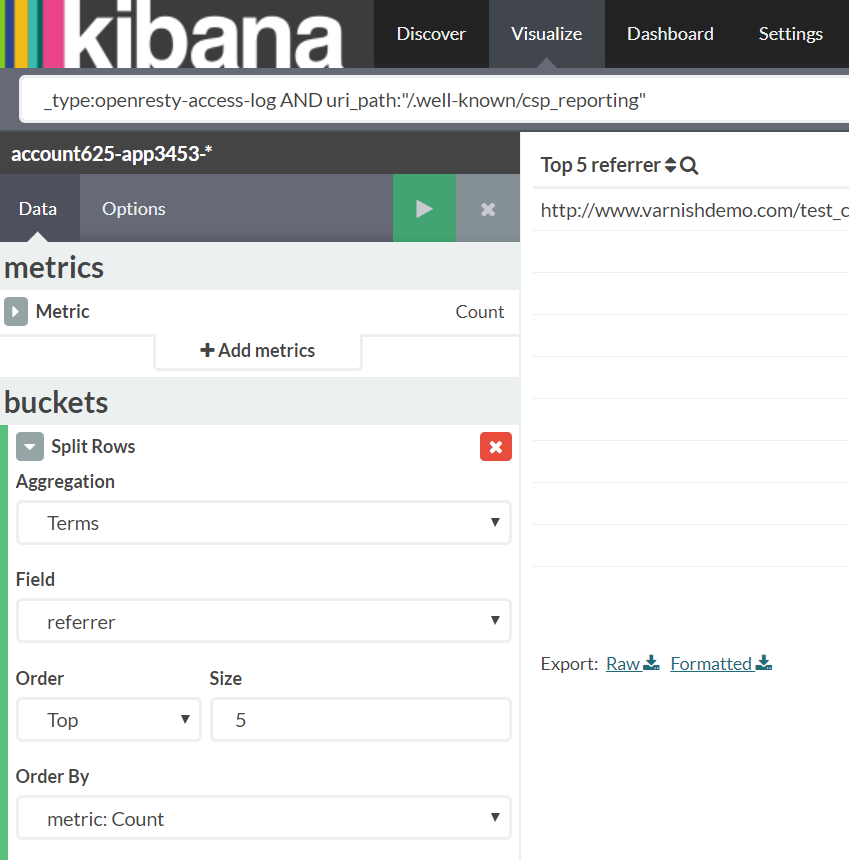 kibana
Discover
Visualize
Dashboard
Settings
_type:openresty-access-log AND uri_path:"/.well-known/csp_reporting"
account625-app3453-*
Data
Options
metrics
Metric
Count
Add metrics
buckets
Split Rows
Aggregation
Terms
Field
referrer
Order
Size
Top
5
Order By
metric: Count
Top 5 referrer
http://www.varnishdemo.com/test_c
Export: Raw Formatted